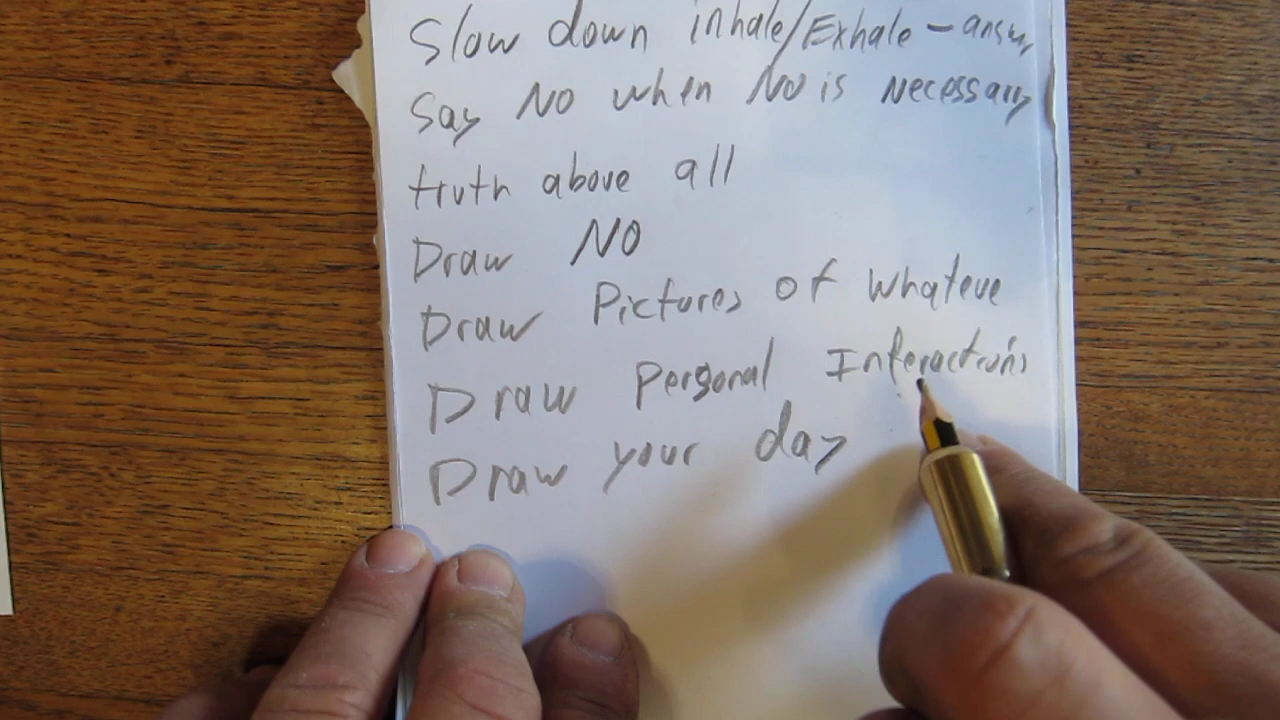 Slow down inhale/Exhale – answ
Say NO when NO is Necessary
truth above all
Draw NO
Draw Pictures of whateve
Draw Personal Interactions
Draw your day